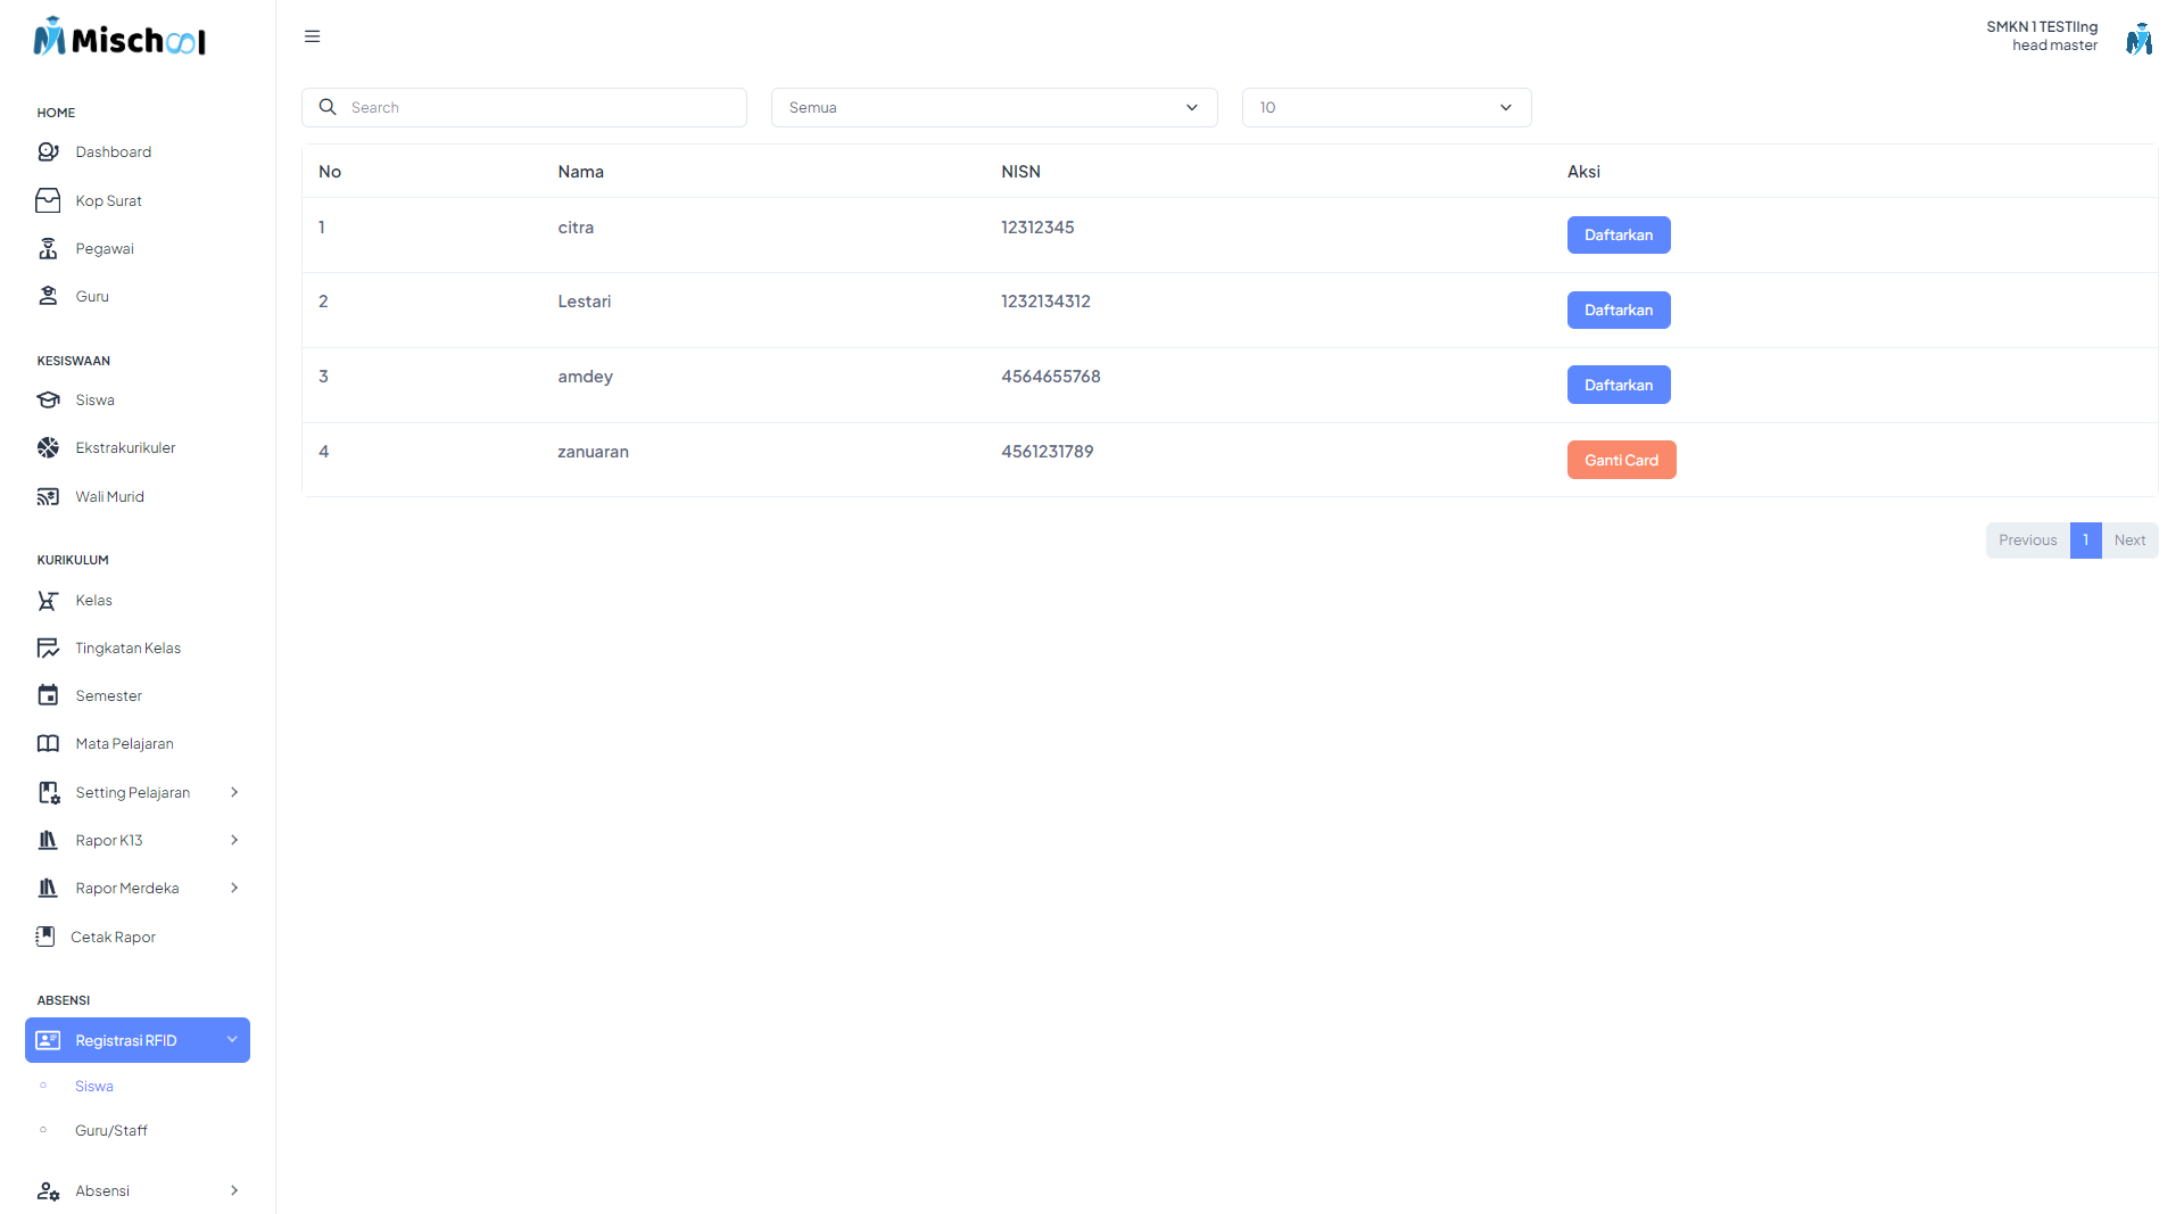 Mischool
SMKN 1 TESTIIng
head master
HOME
Dashboard
Kop Surat
Pegawai
Guru
KESISWAAN
Siswa
Ekstrakurikuler
Wali Murid
KURIKULUM
Kelas
Tingkatan Kelas
Semester
Mata Pelajaran
Setting Pelajaran
Rapor K13
Rapor Merdeka
Cetak Rapor
ABSENSI
Registrasi RFID
Siswa
Guru/Staff
Absensi
Search
Semua
10
No Nama NISN Aksi
1 citra 12312345 Daftarkan
2 Lestari 1232134312 Daftarkan
3 amdey 4564655768 Daftarkan
4 zanuaran 4561231789 Ganti Card
Previous 1 Next